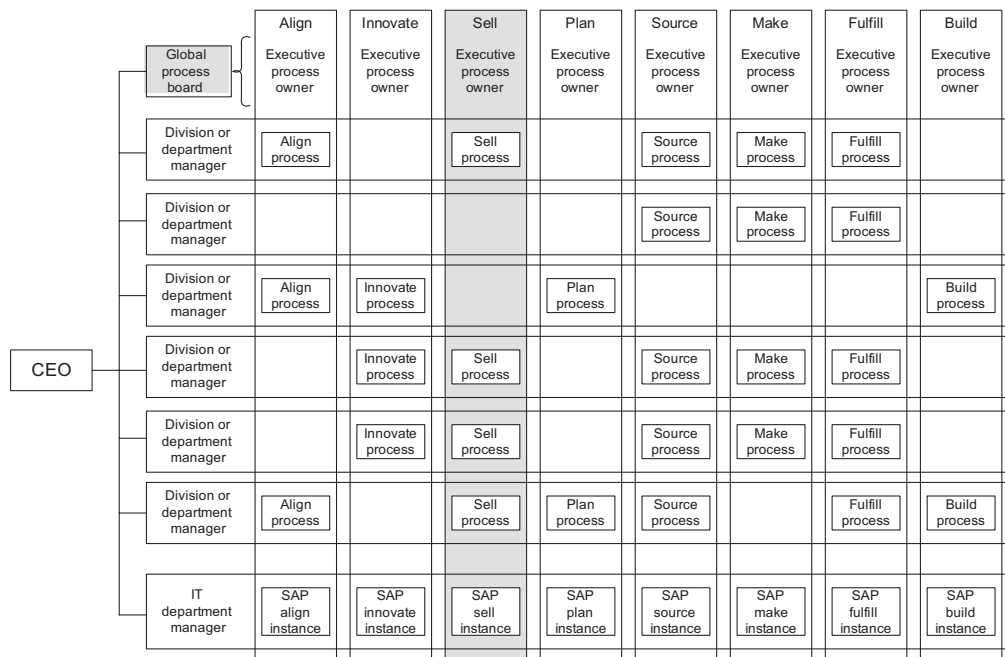 Align
Innovate
Sell
Plan
Source
Make
Fulfill
Build
Global
process
board
Executive
process
owner
Executive
process
owner
Executive
process
owner
Executive
process
owner
Executive
process
owner
Executive
process
owner
Executive
process
owner
Executive
process
owner
Division or
department
manager
Align
process
Sell
process
Source
process
Make
process
Fulfill
process
Division or
department
manager
Source
process
Make
process
Fulfill
process
Division or
department
manager
Align
process
Innovate
process
Plan
process
Build
process
CEO
Division or
department
manager
Innovate
process
Sell
process
Source
process
Make
process
Fulfill
process
Division or
department
manager
Innovate
process
Sell
process
Source
process
Make
process
Fulfill
process
Division or
department
manager
Align
process
Sell
process
Plan
process
Source
process
Fulfill
process
Build
process
IT
department
manager
SAP
align
instance
SAP
innovate
instance
SAP
sell
instance
SAP
plan
instance
SAP
source
instance
SAP
make
instance
SAP
fulfill
instance
SAP
build
instance